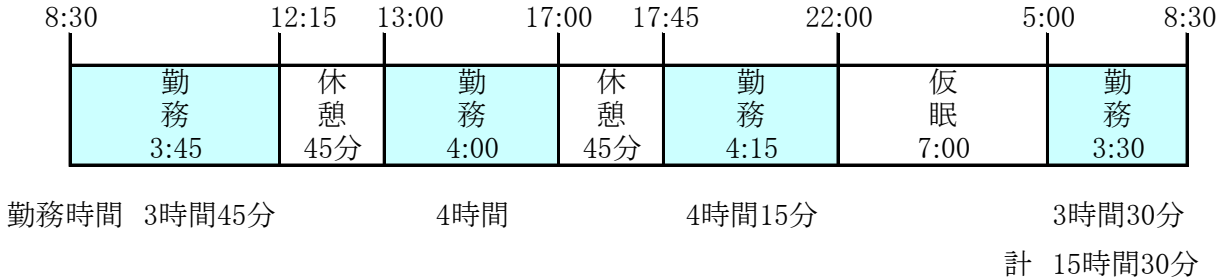 8:30 12:15 13:00 17:00 17:45 22:00 5:00 8:30
勤務 休憩 勤務 休憩 勤務 仮眠 勤務
3:45 45分 4:00 45分 4:15 7:00 3:30
勤務時間 3時間45分 4時間 4時間15分 3時間30分
計 15時間30分